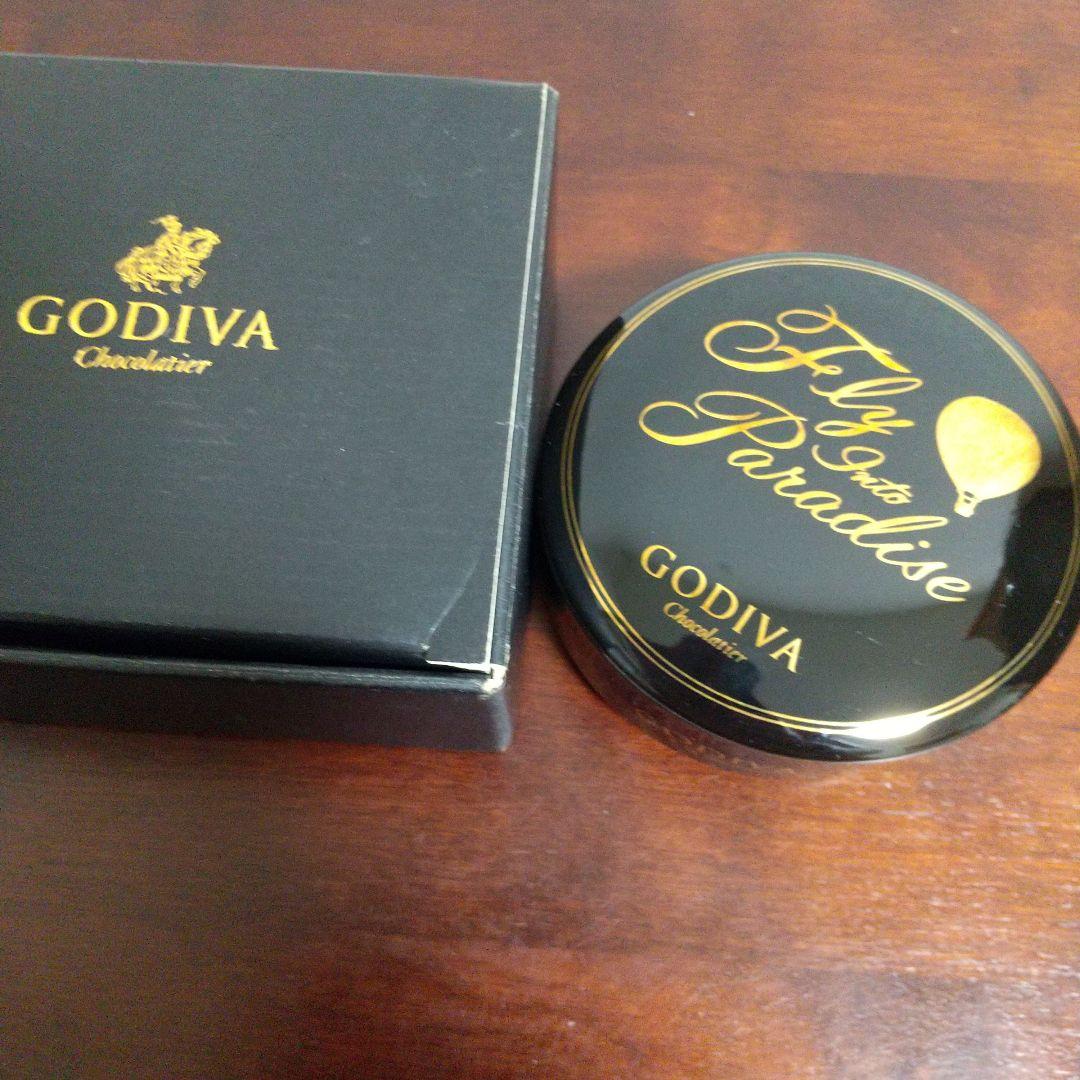 GODIVA
Chocolatier
Fly
Into
Paradise
GODIVA
Chocolatier